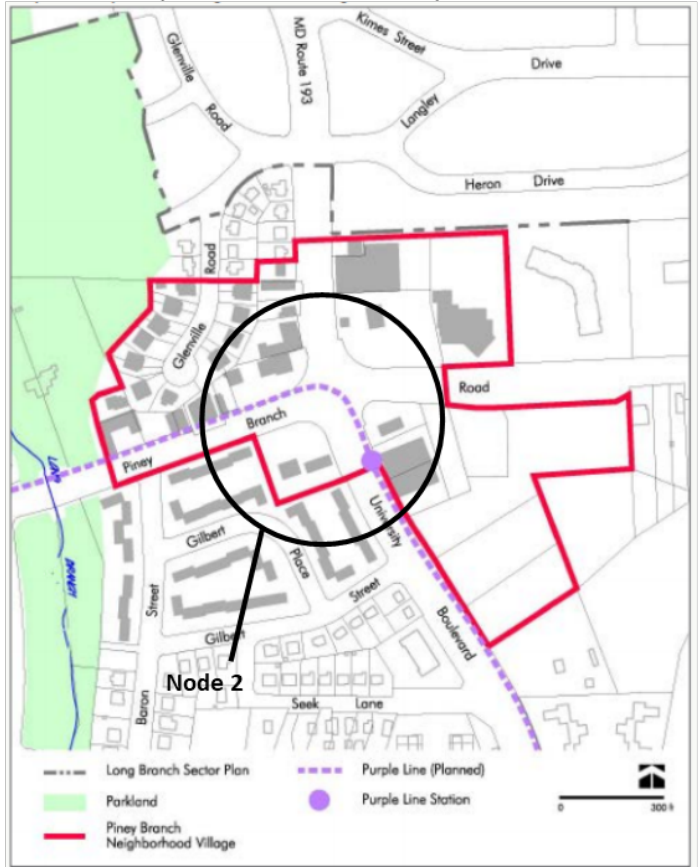 Glenville
Road
MD Route 193
Kimes Street
Drive
Langley
Heron Drive
Road
Glenville
Road
Branch
Piney
LONG
BRANCH
Gilbert
Place
University
Street
Street
Boulevard
Gilbert
Node 2
Baron
Seek Lane
Long Branch Sector Plan
Parkland
Piney Branch
Neighborhood Village
Purple Line (Planned)
Purple Line Station
0 300 ft